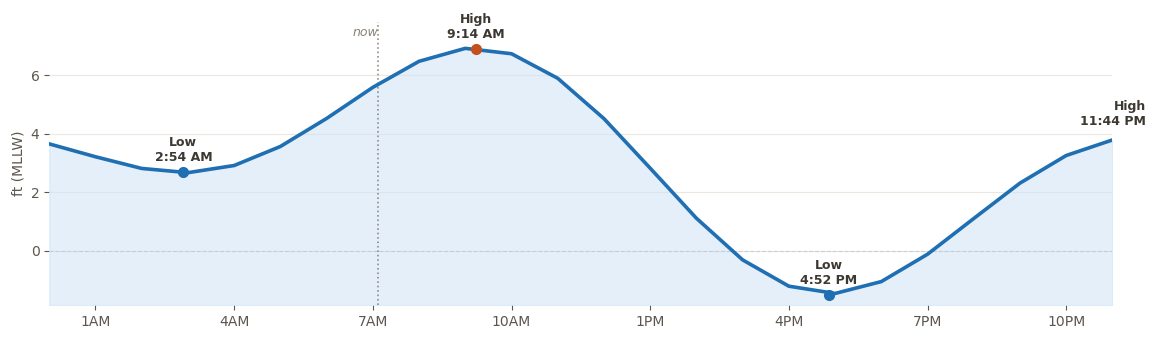 High
9:14 AM
now
High
11:44 PM
Low
2:54 AM
Low
4:52 PM
ft (MLLW)
6
4
2
0
1AM
4AM
7AM
10AM
1PM
4PM
7PM
10PM